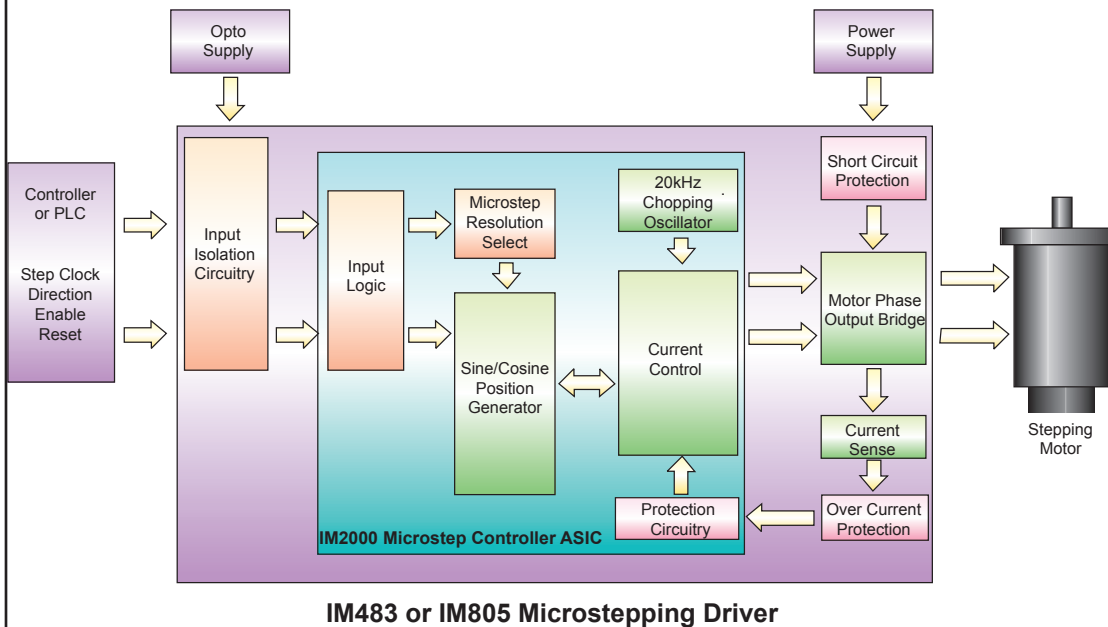 Opto
Supply
Power
Supply
Controller
or PLC
Step Clock
Direction
Enable
Reset
Input
Isolation
Circuitry
Input
Logic
Microstep
Resolution
Select
Sine/Cosine
Position
Generator
20kHz
Chopping
Oscillator
Current
Control
Protection
Circuitry
IM2000 Microstep Controller ASIC
Short Circuit
Protection
Motor Phase
Output Bridge
Current
Sense
Over Current
Protection
Stepping
Motor
IM483 or IM805 Microstepping Driver